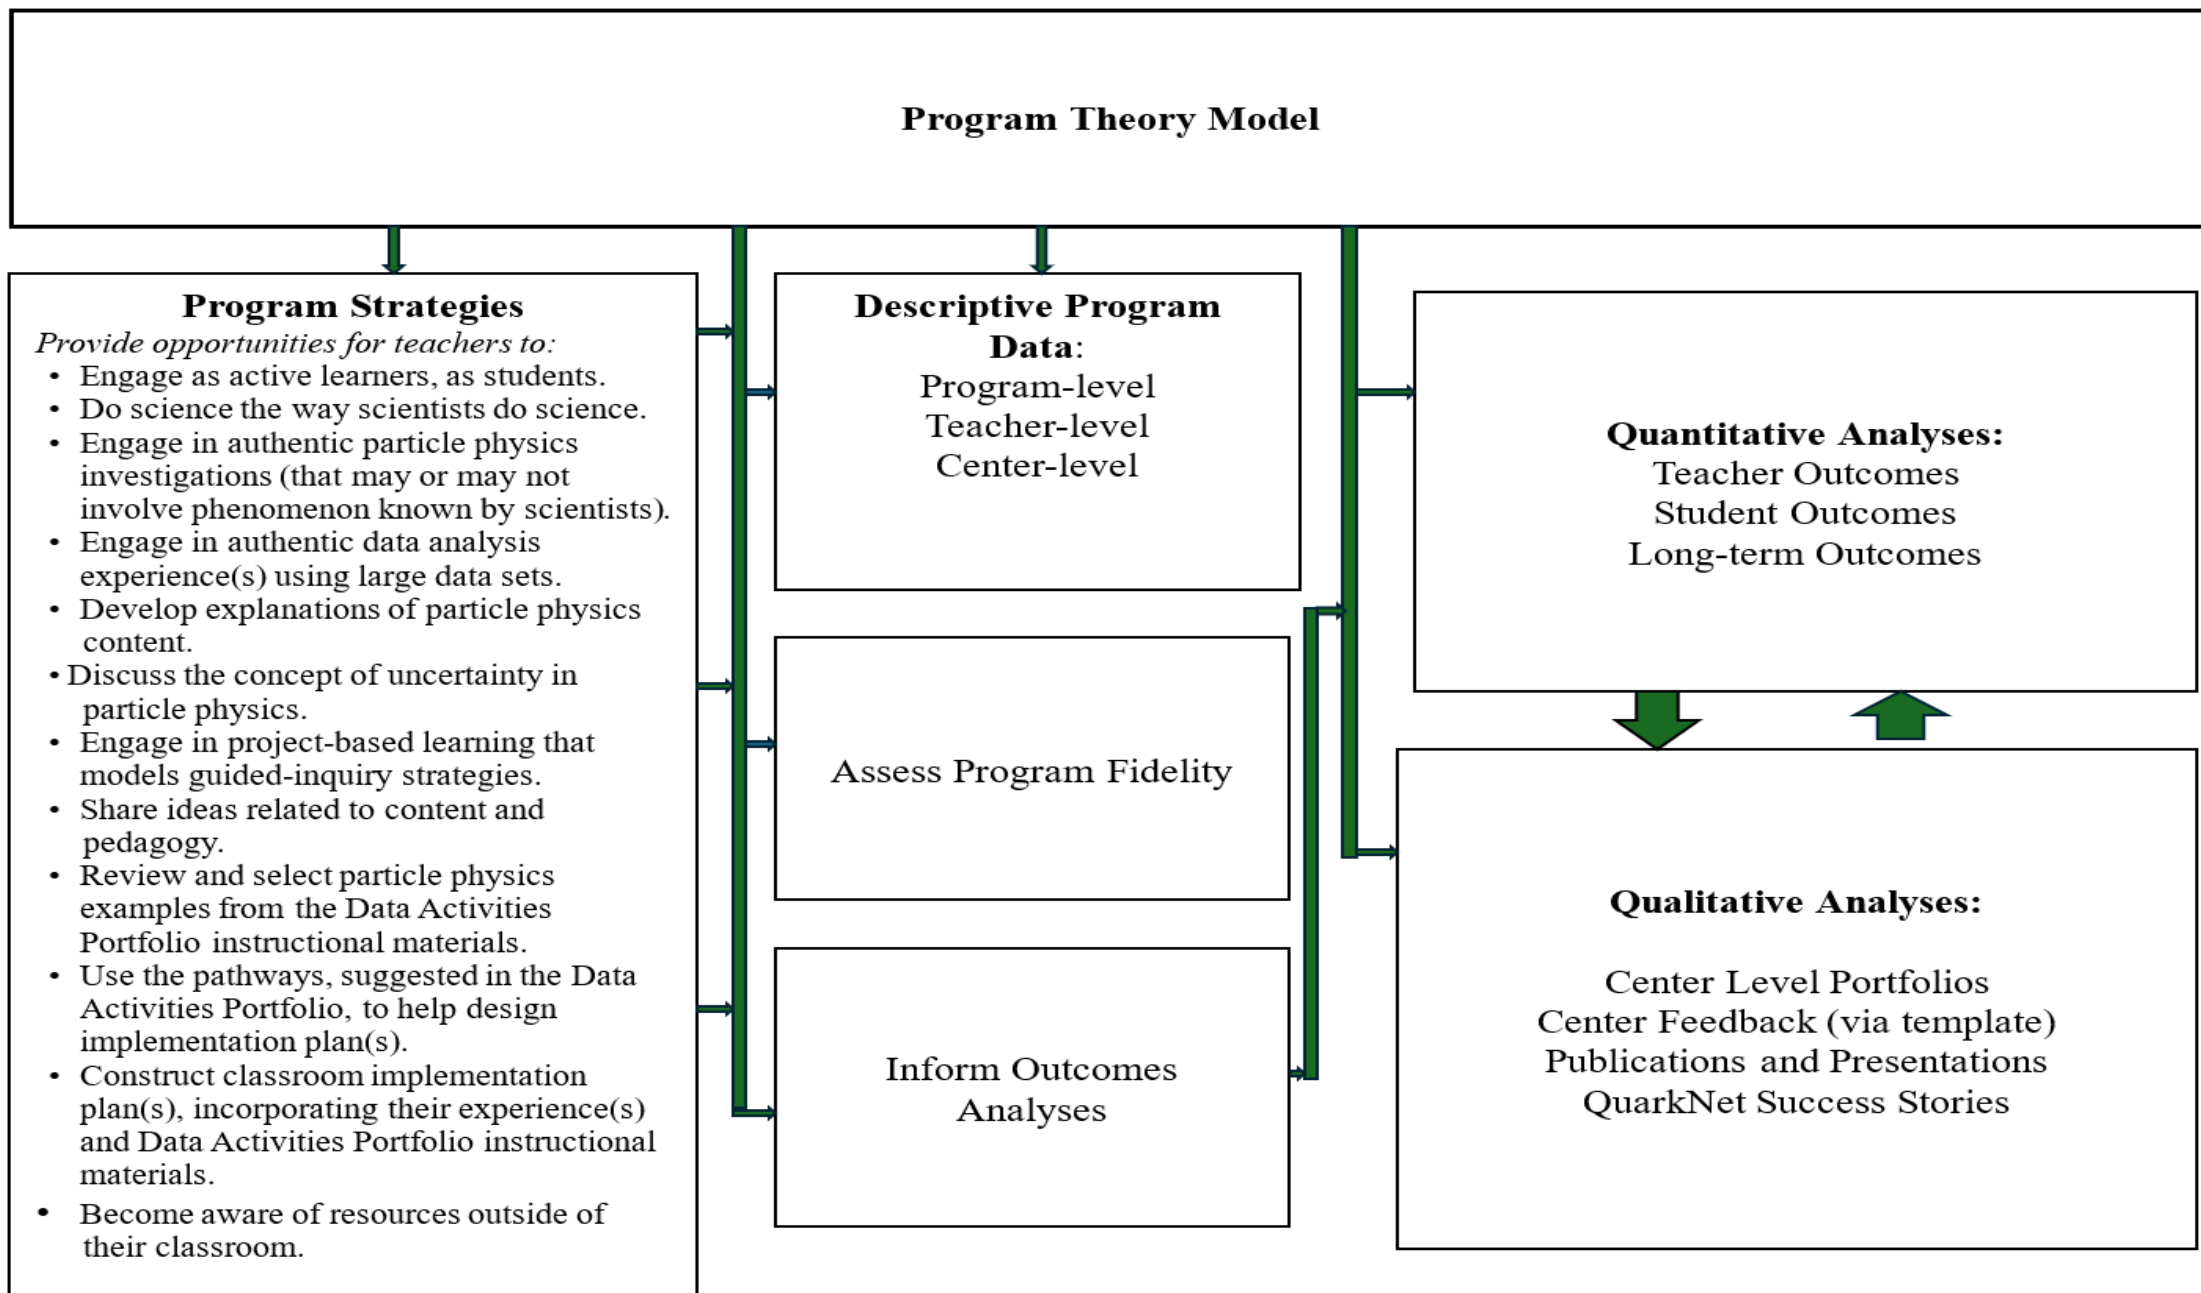 Program Theory Model
Program Strategies
Provide opportunities for teachers to:
• Engage as active learners, as students.
• Do science the way scientists do science.
• Engage in authentic particle physics
investigations (that may or may not
involve phenomenon known by scientists).
• Engage in authentic data analysis
experience(s) using large data sets.
• Develop explanations of particle physics
content.
• Discuss the concept of uncertainty in
particle physics.
• Engage in project-based learning that
models guided-inquiry strategies.
• Share ideas related to content and
pedagogy.
• Review and select particle physics
examples from the Data Activities
Portfolio instructional materials.
• Use the pathways, suggested in the Data
Activities Portfolio, to help design
implementation plan(s).
• Construct classroom implementation
plan(s), incorporating their experience(s)
and Data Activities Portfolio instructional
materials.
• Become aware of resources outside of
their classroom.
Descriptive Program
Data:
Program-level
Teacher-level
Center-level
Assess Program Fidelity
Inform Outcomes
Analyses
Quantitative Analyses:
Teacher Outcomes
Student Outcomes
Long-term Outcomes
Qualitative Analyses:
Center Level Portfolios
Center Feedback (via template)
Publications and Presentations
QuarkNet Success Stories